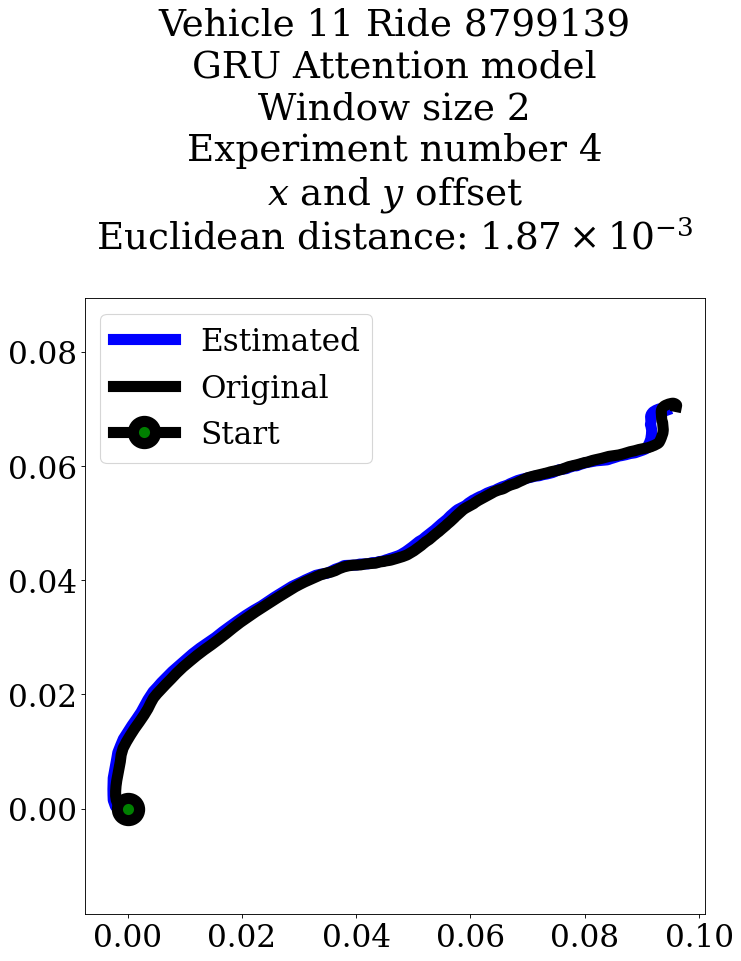 Vehicle 11 Ride 8799139
GRU Attention model
Window size 2
Experiment number 4
x and y offset
Euclidean distance: 1.87 × 10⁻³
Estimated
Original
Start
0.08
0.06
0.04
0.02
0.00
0.00 0.02 0.04 0.06 0.08 0.10